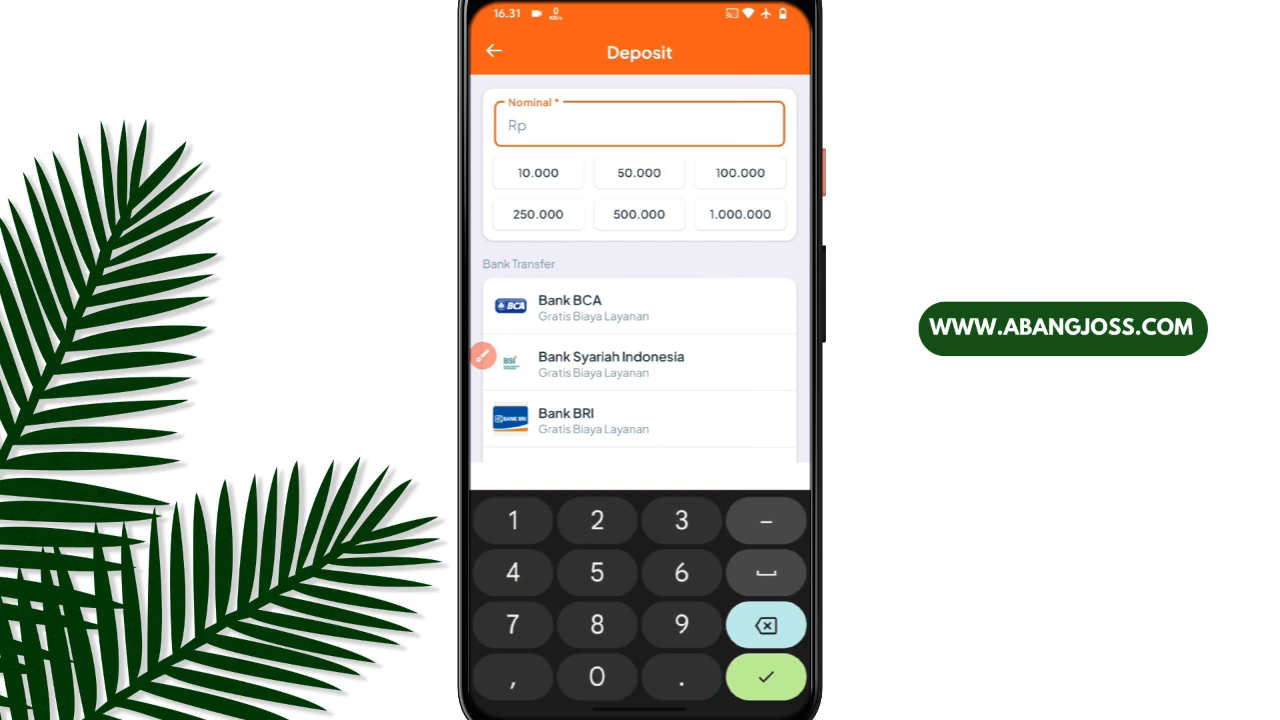 16.31 0 KB/s
Deposit
Nominal *
Rp
10.000 50.000 100.000
250.000 500.000 1.000.000
Bank Transfer
BCA Bank BCA
Gratis Biaya Layanan
BSI Bank Syariah Indonesia
Gratis Biaya Layanan
BANK BRI Bank BRI
Gratis Biaya Layanan
WWW.ABANGJOSS.COM
1 2 3 –
4 5 6
7 8 9
, 0 .